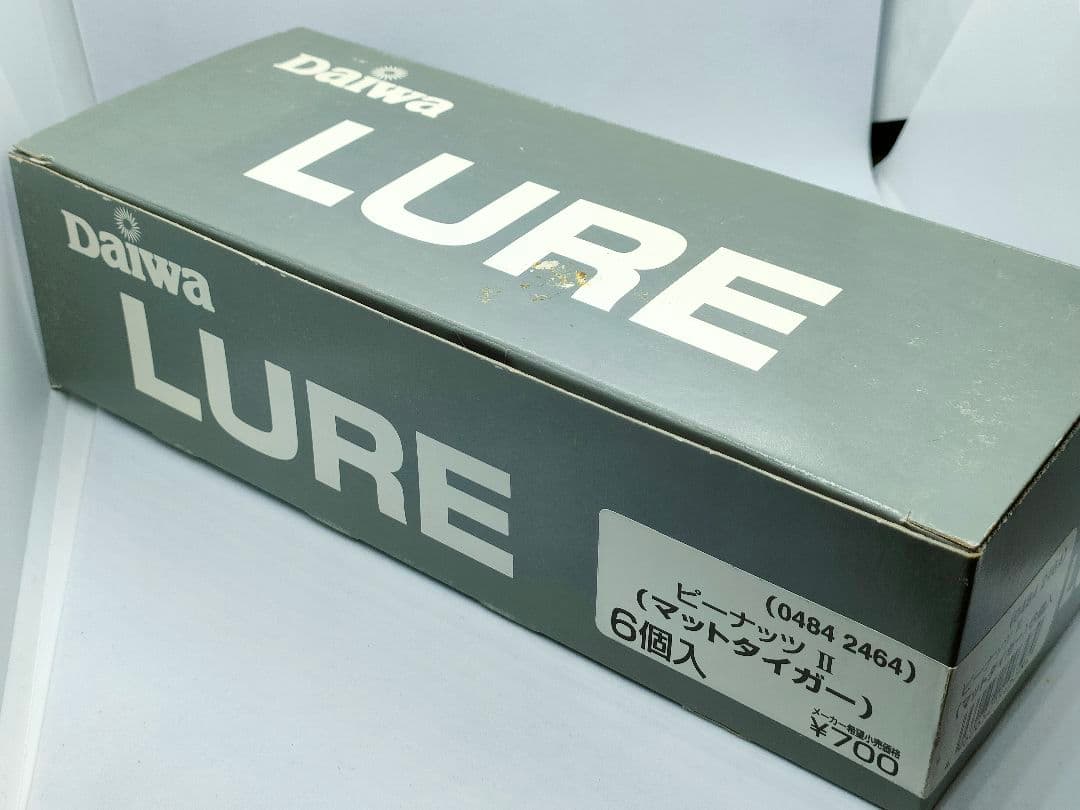 Daiwa
LURE
Daiwa
LURE
(0484 2464)
ピーナッツ II
(マットタイガー)
6個入
メーカー希望小売価格
¥700